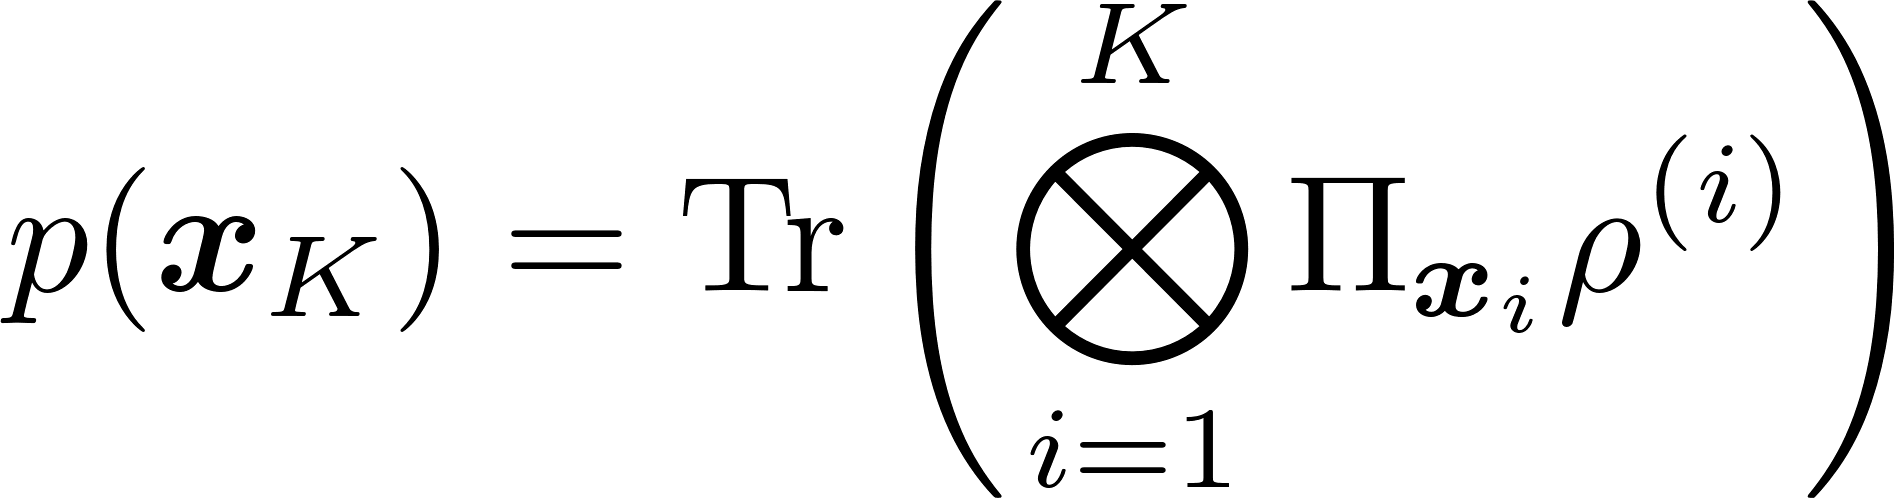 p(𝒙_K) = Tr ( ⨂_{i=1}^{K} Π_{𝒙_i} ρ^{(i)} )